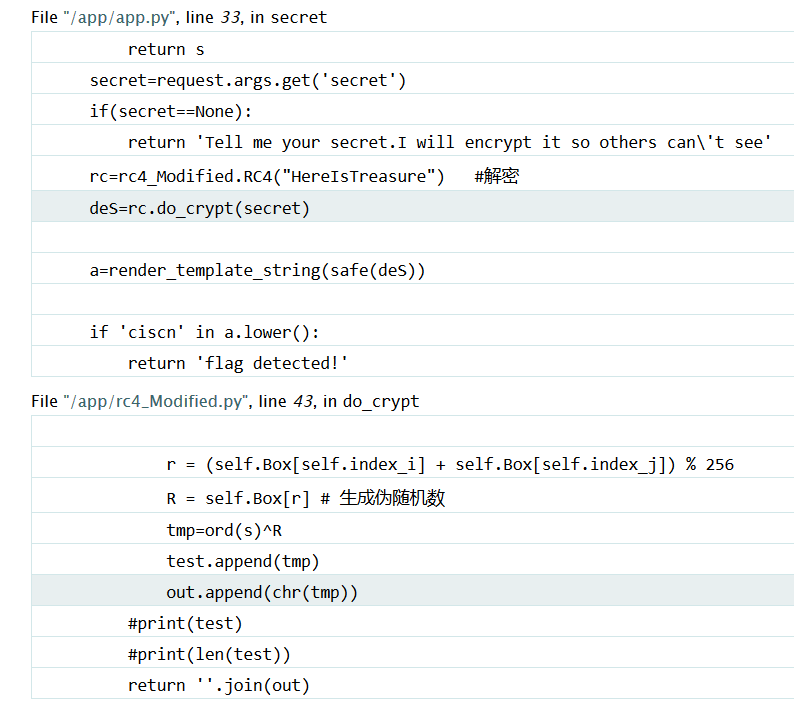 File "/app/app.py", line 33, in secret
return s
secret=request.args.get('secret')
if(secret==None):
return 'Tell me your secret.I will encrypt it so others can\'t see'
rc=rc4_Modified.RC4("HereIsTreasure")   #解密
deS=rc.do_crypt(secret)
a=render_template_string(safe(deS))
if 'ciscn' in a.lower():
return 'flag detected!'
File "/app/rc4_Modified.py", line 43, in do_crypt
r = (self.Box[self.index_i] + self.Box[self.index_j]) % 256
R = self.Box[r] # 生成伪随机数
tmp=ord(s)^R
test.append(tmp)
out.append(chr(tmp))
#print(test)
#print(len(test))
return ''.join(out)